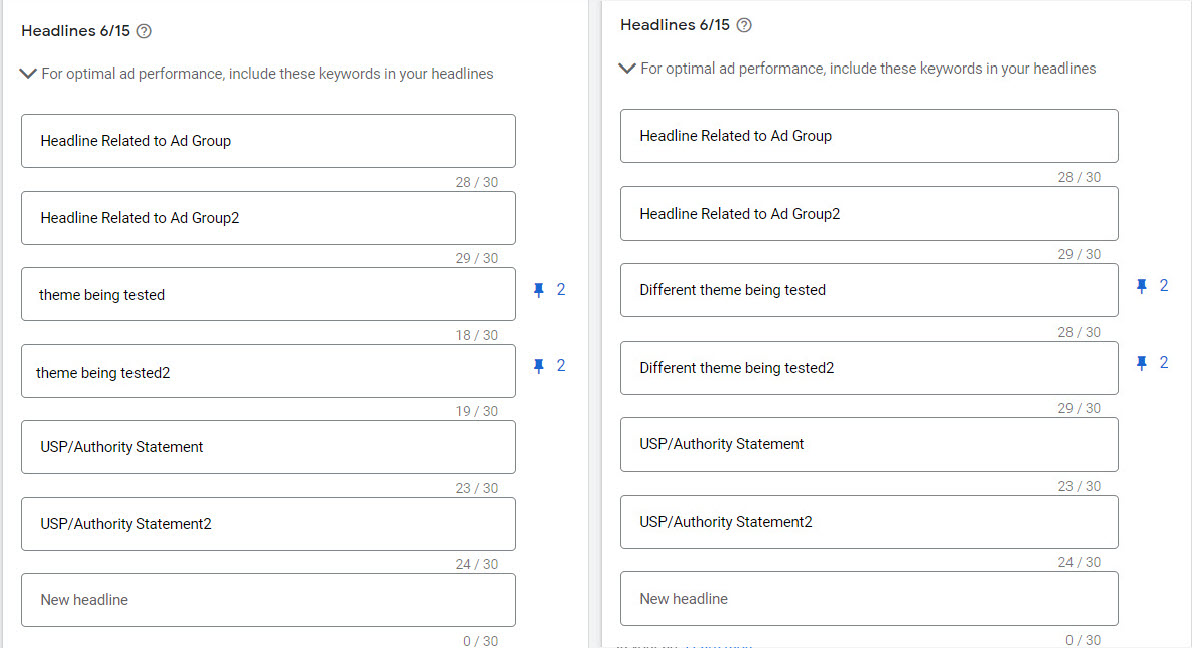 Headlines 6/15
For optimal ad performance, include these keywords in your headlines
Headline Related to Ad Group
28 / 30
Headline Related to Ad Group2
29 / 30
theme being tested
2
18 / 30
theme being tested2
2
19 / 30
USP/Authority Statement
23 / 30
USP/Authority Statement2
24 / 30
New headline
0 / 30
Headlines 6/15
For optimal ad performance, include these keywords in your headlines
Headline Related to Ad Group
28 / 30
Headline Related to Ad Group2
29 / 30
Different theme being tested
2
28 / 30
Different theme being tested2
2
29 / 30
USP/Authority Statement
23 / 30
USP/Authority Statement2
24 / 30
New headline
0 / 30